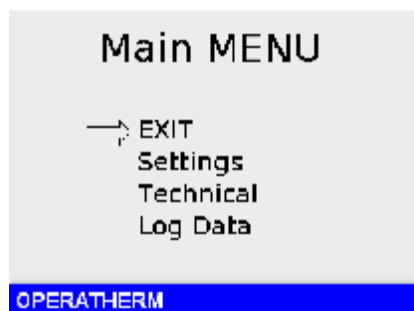 Main MENU
EXIT
Settings
Technical
Log Data
OPERATHERM